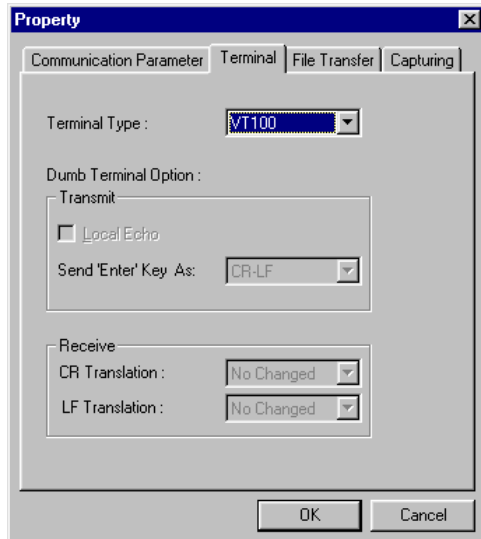 Property
Communication Parameter Terminal File Transfer Capturing
Terminal Type : VT100
Dumb Terminal Option :
Transmit
Local Echo
Send 'Enter' Key As: CR-LF
Receive
CR Translation : No Changed
LF Translation : No Changed
OK Cancel